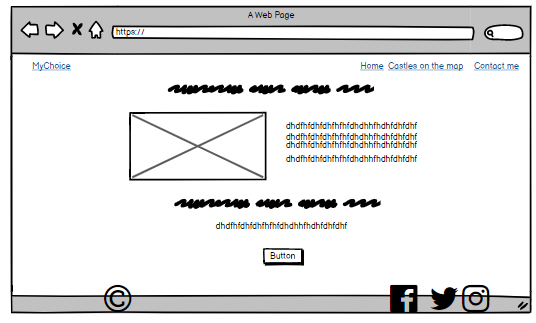 A Web Page
https://
MyChoice Home Castles on the map Contact me
dhdfhfdhfdhfhfhfdhdhhfhdhfdhfdhf
dhdfhfdhfdhfhfhfdhdhhfhdhfdhfdhf
dhdfhfdhfdhfhfhfdhdhhfhdhfdhfdhf
dhdfhfdhfdhfhfhfdhdhhfhdhfdhfdhf
dhdfhfdhfdhfhfhfdhdhhfhdhfdhfdhf
Button
©